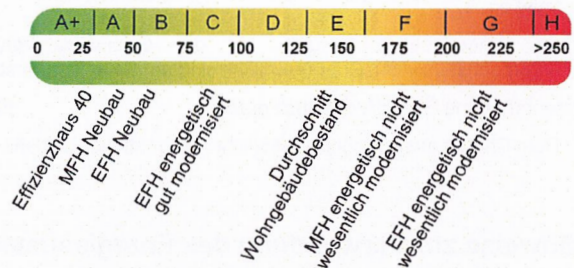 A+ A B C D E F G H
0 25 50 75 100 125 150 175 200 225 >250
Effizienzhaus 40
MFH Neubau
EFH Neubau
EFH energetisch
gut modernisiert
Durchschnitt
Wohngebäudebestand
MFH energetisch nicht
wesentlich modernisiert
EFH energetisch nicht
wesentlich modernisiert